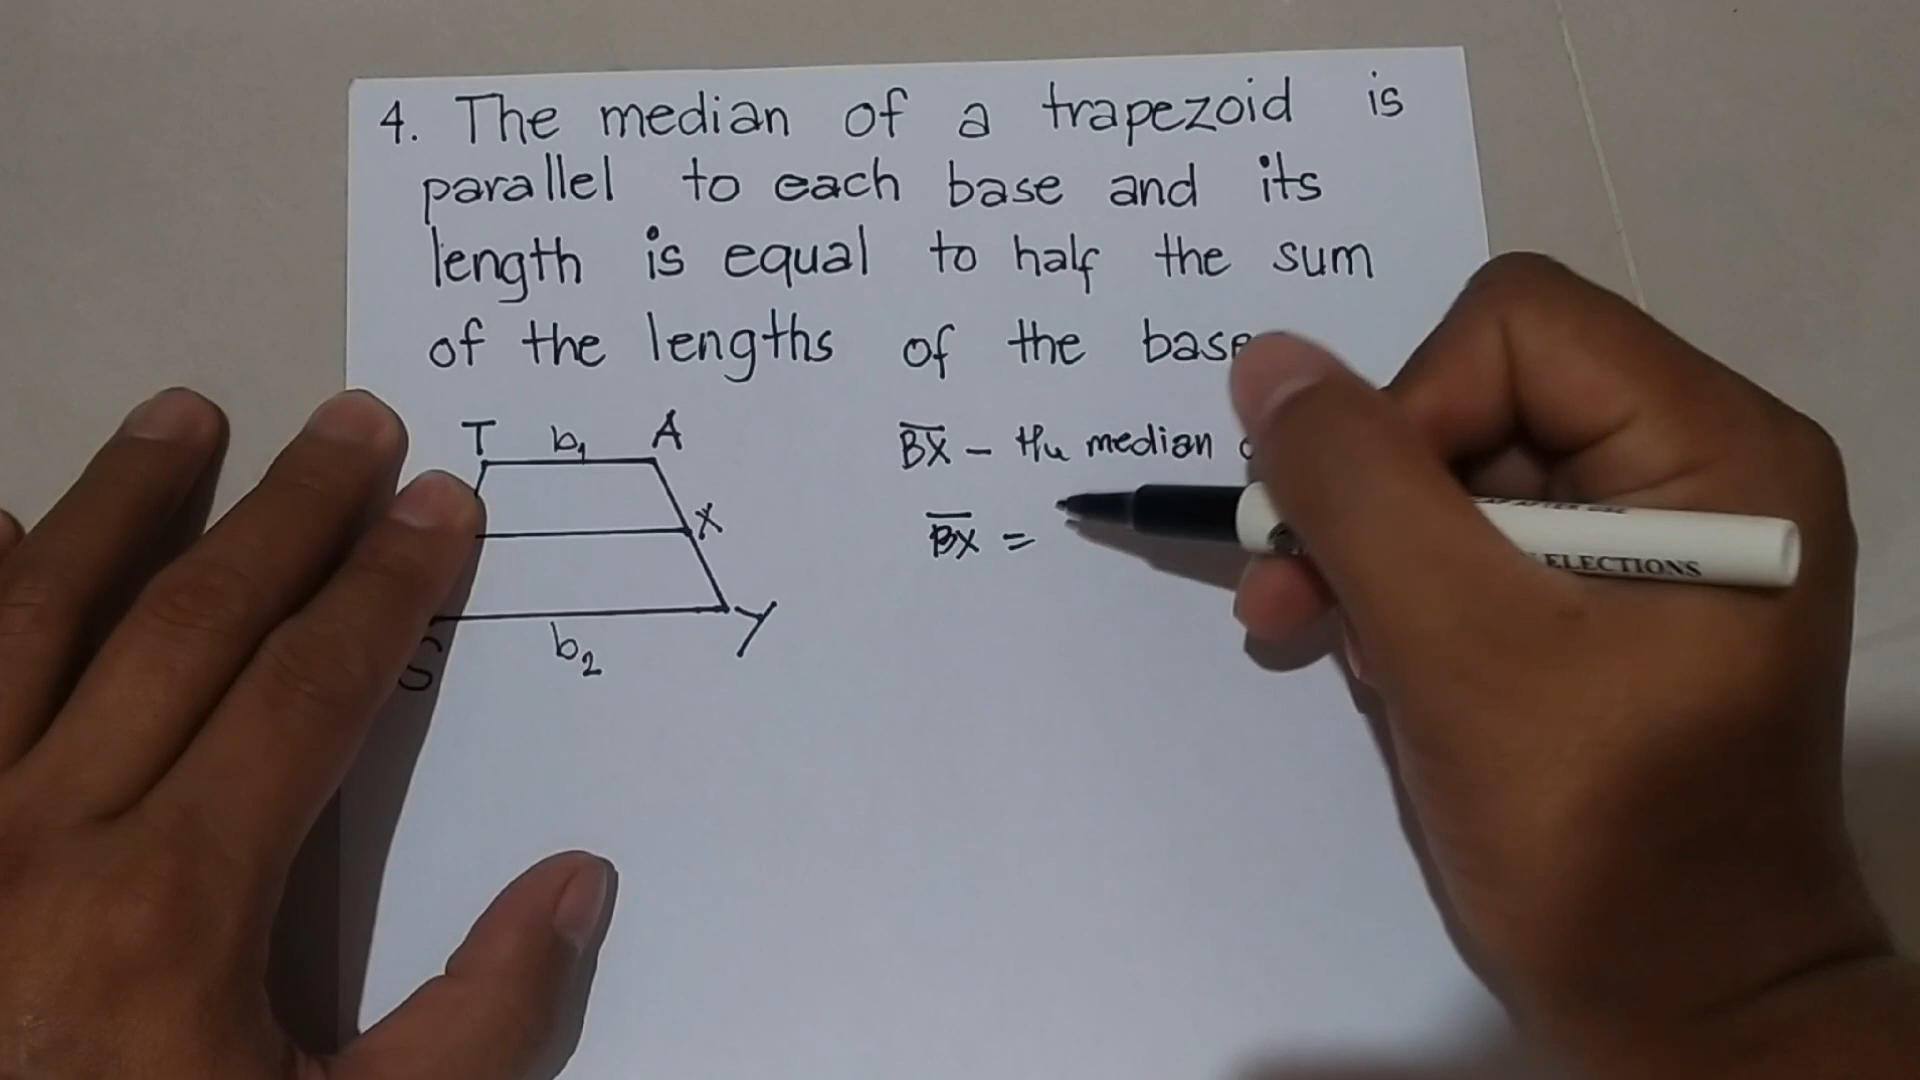 4. The median of a trapezoid is
parallel to each base and its
length is equal to half the sum
of the lengths of the base
T b₁ A
X
S b₂ Y
BX – the median
BX =
ELECTIONS